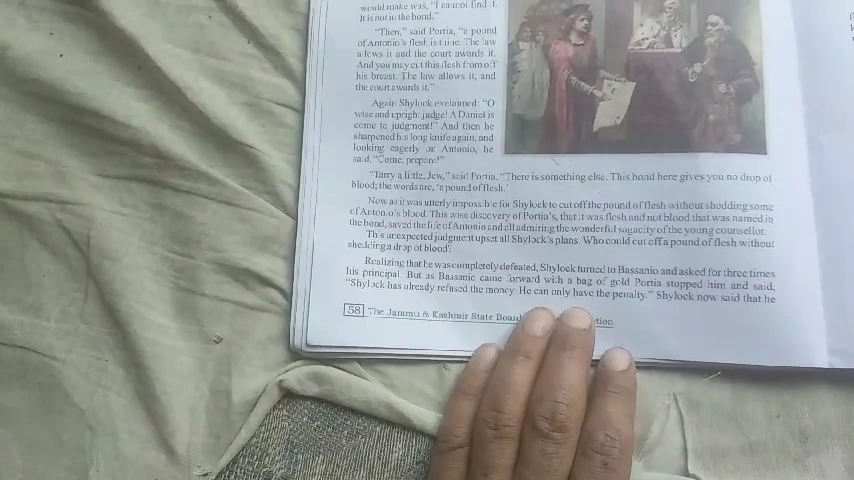 would make was, "I cannot find it.
It is not in the bond."
"Then," said Portia, "a pound
of Antonio's flesh is thine. The law
allows it and the court awards it.
And you may cut this flesh from off
his breast. The law allows it, and
the court awards it."
Again Shylock exclaimed: "O
wise and upright judge! A Daniel is
come to judgment!" And then he
sharpened his long knife again, and
looking eagerly on Antonio, he
said, "Come, prepare!"
"Tarry a little, Jew," said Portia. "There is something else. This bond here gives you no drop of
blood; the words are, 'a pound of flesh.'
Now as it was utterly impossible for Shylock to cut off the pound of flesh without shedding some
of Antonio's blood. This wise discovery of Portia's, that it was flesh and not blood that was named in
the bond, saved the life of Antonio and all admiring the wonderful sagacity of the young counsellor.
This unexpected judgment upset all Shylock's plans. Who could cut off a pound of flesh without
shedding a drop of blood?
Realizing that he was completely defeated, Shylock turned to Bassanio and asked for three times
his principal. But as Bassanio came forward with a bag of gold Portia stopped him and said,
"Shylock has already refused the money. He can only have the penalty." Shylock now said that he
58 The Jammu & Kashmir State Board